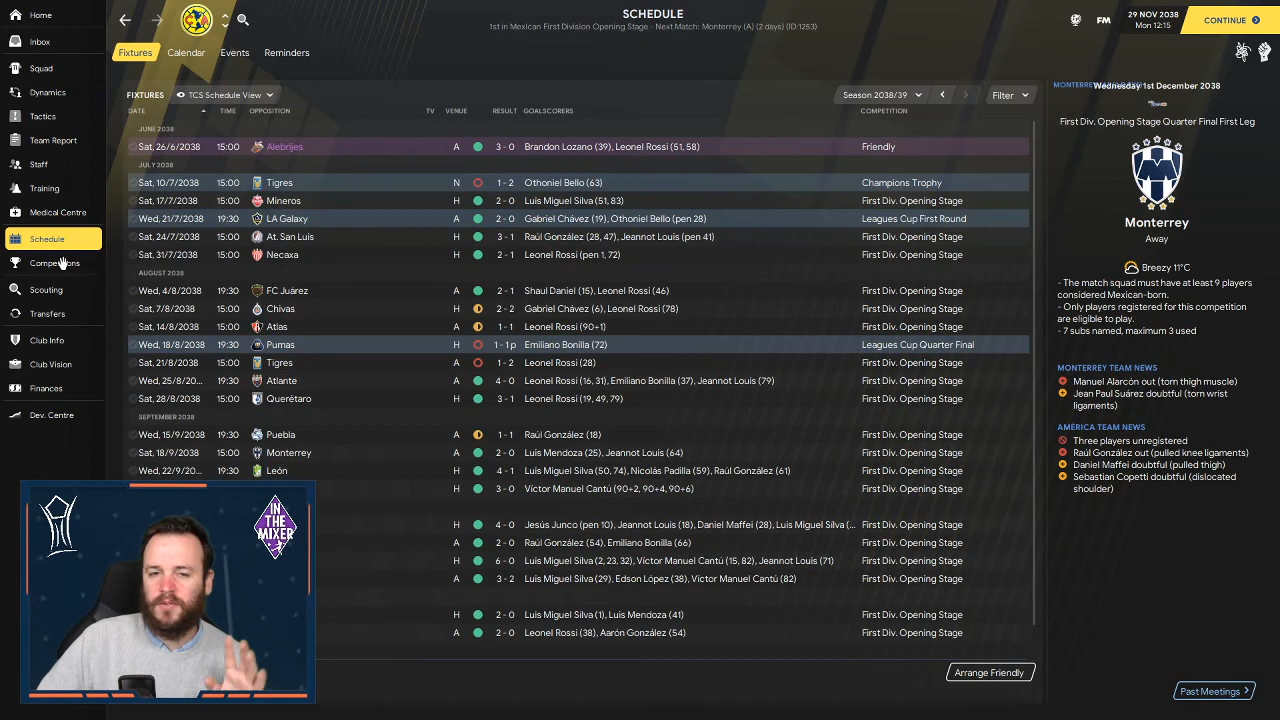 Home
Inbox
Squad
Dynamics
Tactics
Team Report
Staff
Training
Medical Centre
Schedule
Scouting
Transfers
Club Info
Club Vision
Finances
Dev. Centre
SCHEDULE
1st in Mexican First Division Opening Stage - Next Match: Monterrey (A) (2 days) (ID:1253)
FM
29 NOV 2038
Mon 12:15
CONTINUE
Fixtures Calendar Events Reminders
FIXTURES TCS Schedule View Season 2038/39 Filter
DATE TIME OPPOSITION TV VENUE RESULT GOALSCORERS COMPETITION
JUNE 2038
Sat, 26/6/2038 15:00 Alebrijes A 3 - 0 Brandon Lozano (39), Leonel Rossi (51, 58) Friendly
JULY 2038
Sat, 10/7/2038 15:00 Tigres N 1 - 2 Othoniel Bello (63) Champions Trophy
Sat, 17/7/2038 15:00 Mineros H 2 - 0 Luis Miguel Silva (51, 83) First Div. Opening Stage
Wed, 21/7/2038 19:30 LA Galaxy A 2 - 0 Gabriel Chávez (19), Othoniel Bello (pen 28) Leagues Cup First Round
Sat, 24/7/2038 15:00 At. San Luis H 3 - 1 Raúl González (28, 47), Jeannot Louis (pen 41) First Div. Opening Stage
Sat, 31/7/2038 15:00 Necaxa H 2 - 1 Leonel Rossi (pen 1, 72) First Div. Opening Stage
AUGUST 2038
Wed, 4/8/2038 19:30 FC Juárez A 2 - 1 Shaul Daniel (15), Leonel Rossi (46) First Div. Opening Stage
Sat, 7/8/2038 15:00 Chivas H 2 - 2 Gabriel Chávez (6), Leonel Rossi (78) First Div. Opening Stage
Sat, 14/8/2038 15:00 Atlas A 1 - 1 Leonel Rossi (90+1) First Div. Opening Stage
Wed, 18/8/2038 19:30 Pumas H 1 - 1 p Emiliano Bonilla (72) Leagues Cup Quarter Final
Sat, 21/8/2038 15:00 Tigres A 1 - 2 Leonel Rossi (28) First Div. Opening Stage
Wed, 25/8/20... 19:30 Atlante A 4 - 0 Leonel Rossi (16, 31), Emiliano Bonilla (37), Jeannot Louis (79) First Div. Opening Stage
Sat, 28/8/2038 15:00 Querétaro H 3 - 1 Leonel Rossi (19, 49, 79) First Div. Opening Stage
SEPTEMBER 2038
Wed, 15/9/2038 19:30 Puebla A 1 - 1 Raúl González (18) First Div. Opening Stage
Sat, 18/9/2038 15:00 Monterrey A 2 - 0 Luis Mendoza (25), Jeannot Louis (64) First Div. Opening Stage
Wed, 22/9/20... 19:30 León H 4 - 1 Luis Miguel Silva (50, 74), Nicolás Padilla (59), Raúl González (61) First Div. Opening Stage
H 3 - 0 Víctor Manuel Cantú (90+2, 90+4, 90+6) First Div. Opening Stage
H 4 - 0 Jesús Junco (pen 10), Jeannot Louis (18), Daniel Maffei (28), Luis Miguel Silva (... First Div. Opening Stage
A 2 - 0 Raúl González (54), Emiliano Bonilla (66) First Div. Opening Stage
H 6 - 0 Luis Miguel Silva (2, 23, 32), Víctor Manuel Cantú (15, 82), Jeannot Louis (71) First Div. Opening Stage
A 3 - 2 Luis Miguel Silva (29), Edson López (38), Víctor Manuel Cantú (82) First Div. Opening Stage
H 2 - 0 Luis Miguel Silva (1), Luis Mendoza (41) First Div. Opening Stage
A 2 - 0 Leonel Rossi (38), Aarón González (54) First Div. Opening Stage
Arrange Friendly
Wednesday 1st December 2038
First Div. Opening Stage Quarter Final First Leg
Monterrey
Away
Breezy 11°C
- The match squad must have at least 9 players
considered Mexican-born.
- Only players registered for this competition
are eligible to play.
- 7 subs named, maximum 3 used
MONTERREY TEAM NEWS
Manuel Alarcón out (torn thigh muscle)
Jean Paul Suárez doubtful (torn wrist
ligaments)
AMÉRICA TEAM NEWS
Three players unregistered
Raúl González out (pulled knee ligaments)
Daniel Maffei doubtful (pulled thigh)
Sebastian Copetti doubtful (dislocated
shoulder)
Past Meetings
IN
THE
MIXER